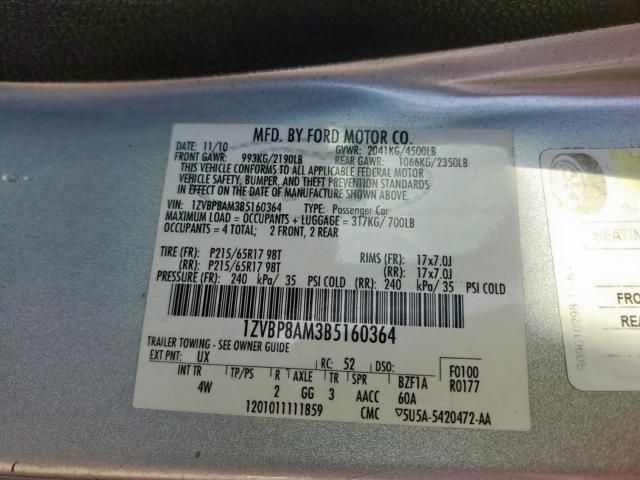 MFD. BY FORD MOTOR CO.
DATE: 11/10 GVWR: 2041KG/4500LB
FRONT GAWR: 993KG/2190LB REAR GAWR: 1066KG/2350LB
THIS VEHICLE CONFORMS TO ALL APPLICABLE FEDERAL MOTOR
VEHICLE SAFETY, BUMPER, AND THEFT PREVENTION STANDARDS
IN EFFECT ON THE DATE OF MANUFACTURE SHOWN ABOVE.
VIN: 1ZVBP8AM3B5160364 TYPE: Passenger Car
MAXIMUM LOAD = OCCUPANTS + LUGGAGE = 317KG/700LB
OCCUPANTS = 4 TOTAL: 2 FRONT, 2 REAR
TIRE (FR): P215/65R17 98T RIMS (FR): 17x7.0J
(RR): P215/65R17 98T (RR): 17x7.0J
PRESSURE (FR): 240 kPa/ 35 PSI COLD (RR): 240 kPa/ 35 PSI COLD
1ZVBP8AM3B5160364
TRAILER TOWING - SEE OWNER GUIDE
EXT PNT: UX RC: 52 DSO: F0100
INT TR TP/PS R AXLE TR SPR BZF1A R0177
4W 2 GG 3 AACC 60A
1201011111859 CMC ▽5U5A-5420472-AA
SEATIN
FRO
REA